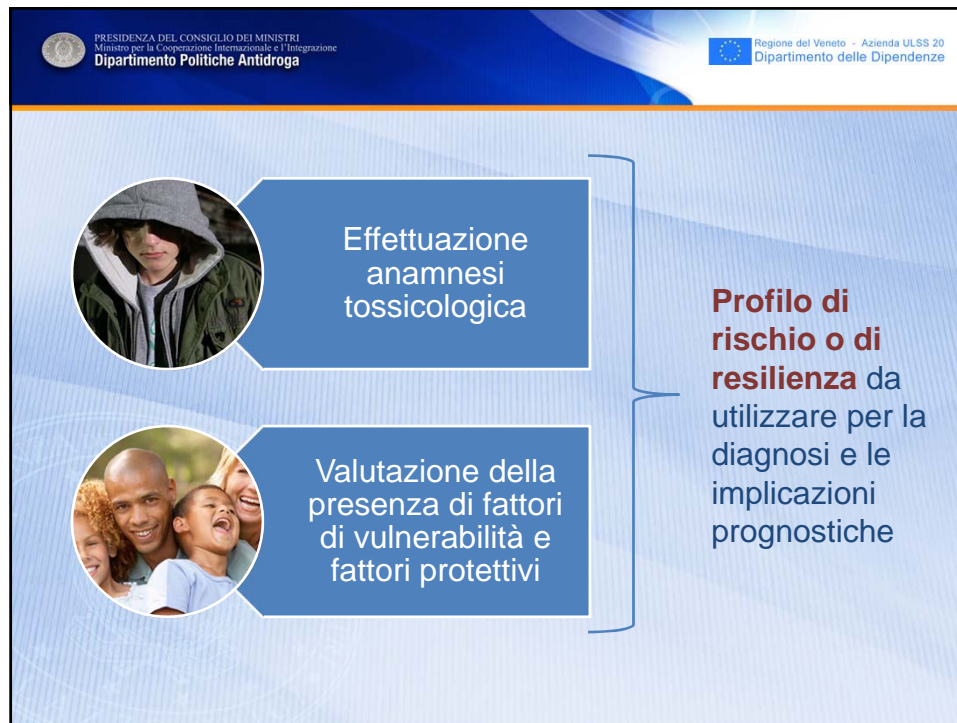 PRESIDENZA DEL CONSIGLIO DEI MINISTRI
Ministro per la Cooperazione Internazionale e l'Integrazione
Dipartimento Politiche Antidroga
Regione del Veneto - Azienda ULSS 20
Dipartimento delle Dipendenze
Effettuazione
anamnesi
tossicologica
Valutazione della
presenza di fattori
di vulnerabilità e
fattori protettivi
Profilo di
rischio o di
resilienza da
utilizzare per la
diagnosi e le
implicazioni
prognostiche